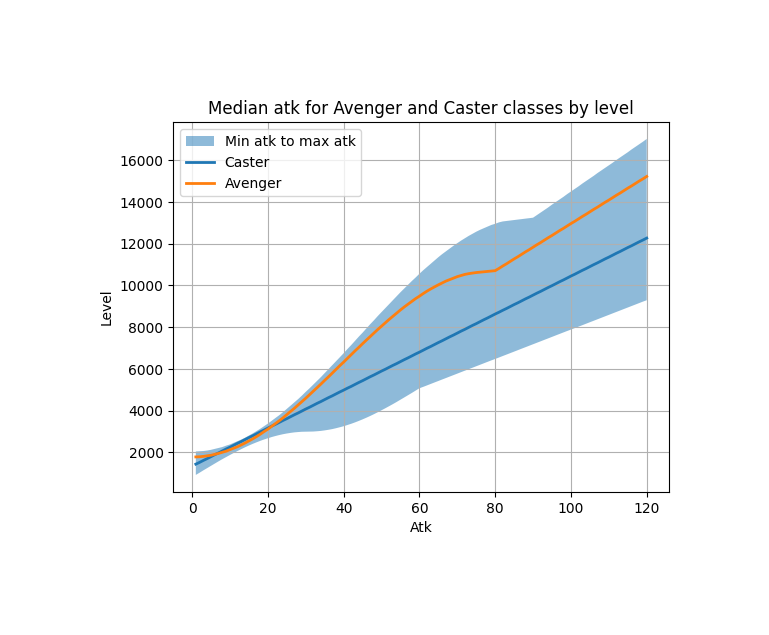 Median atk for Avenger and Caster classes by level
Min atk to max atk
Caster
Avenger
16000
14000
12000
10000
8000
6000
4000
2000
Level
0 20 40 60 80 100 120
Atk